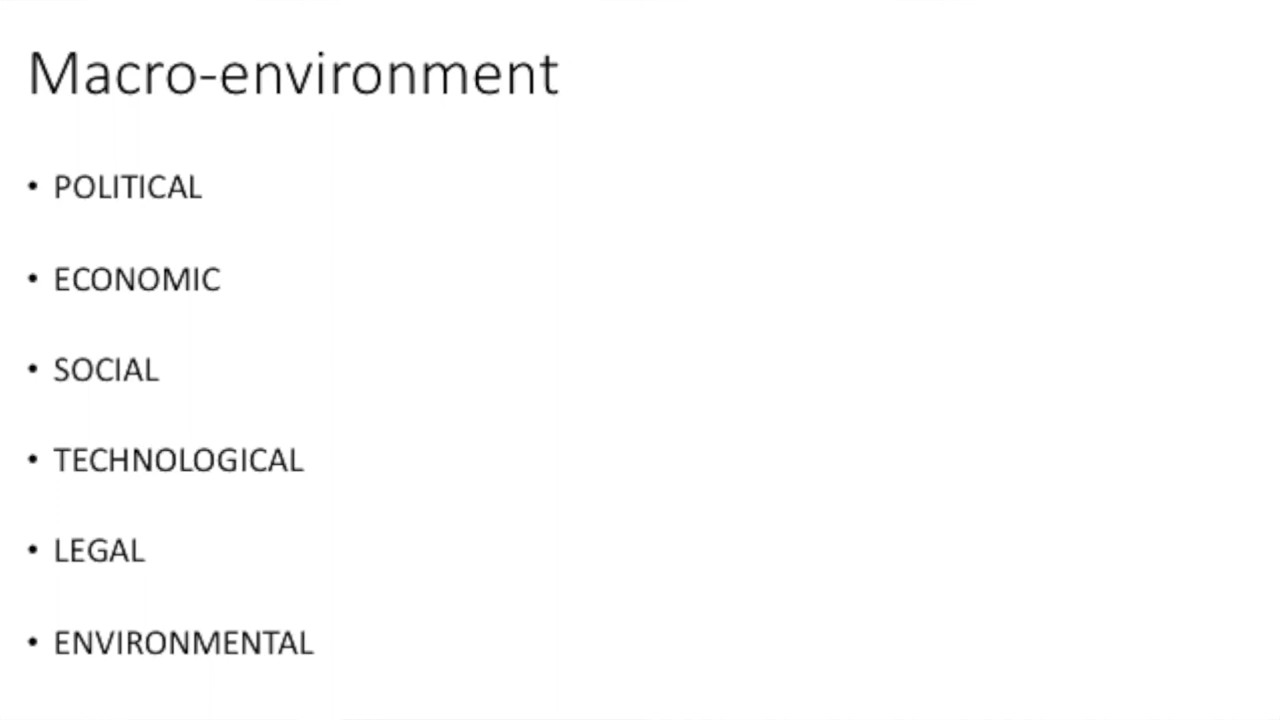 Macro-environment
• POLITICAL
• ECONOMIC
• SOCIAL
• TECHNOLOGICAL
• LEGAL
• ENVIRONMENTAL